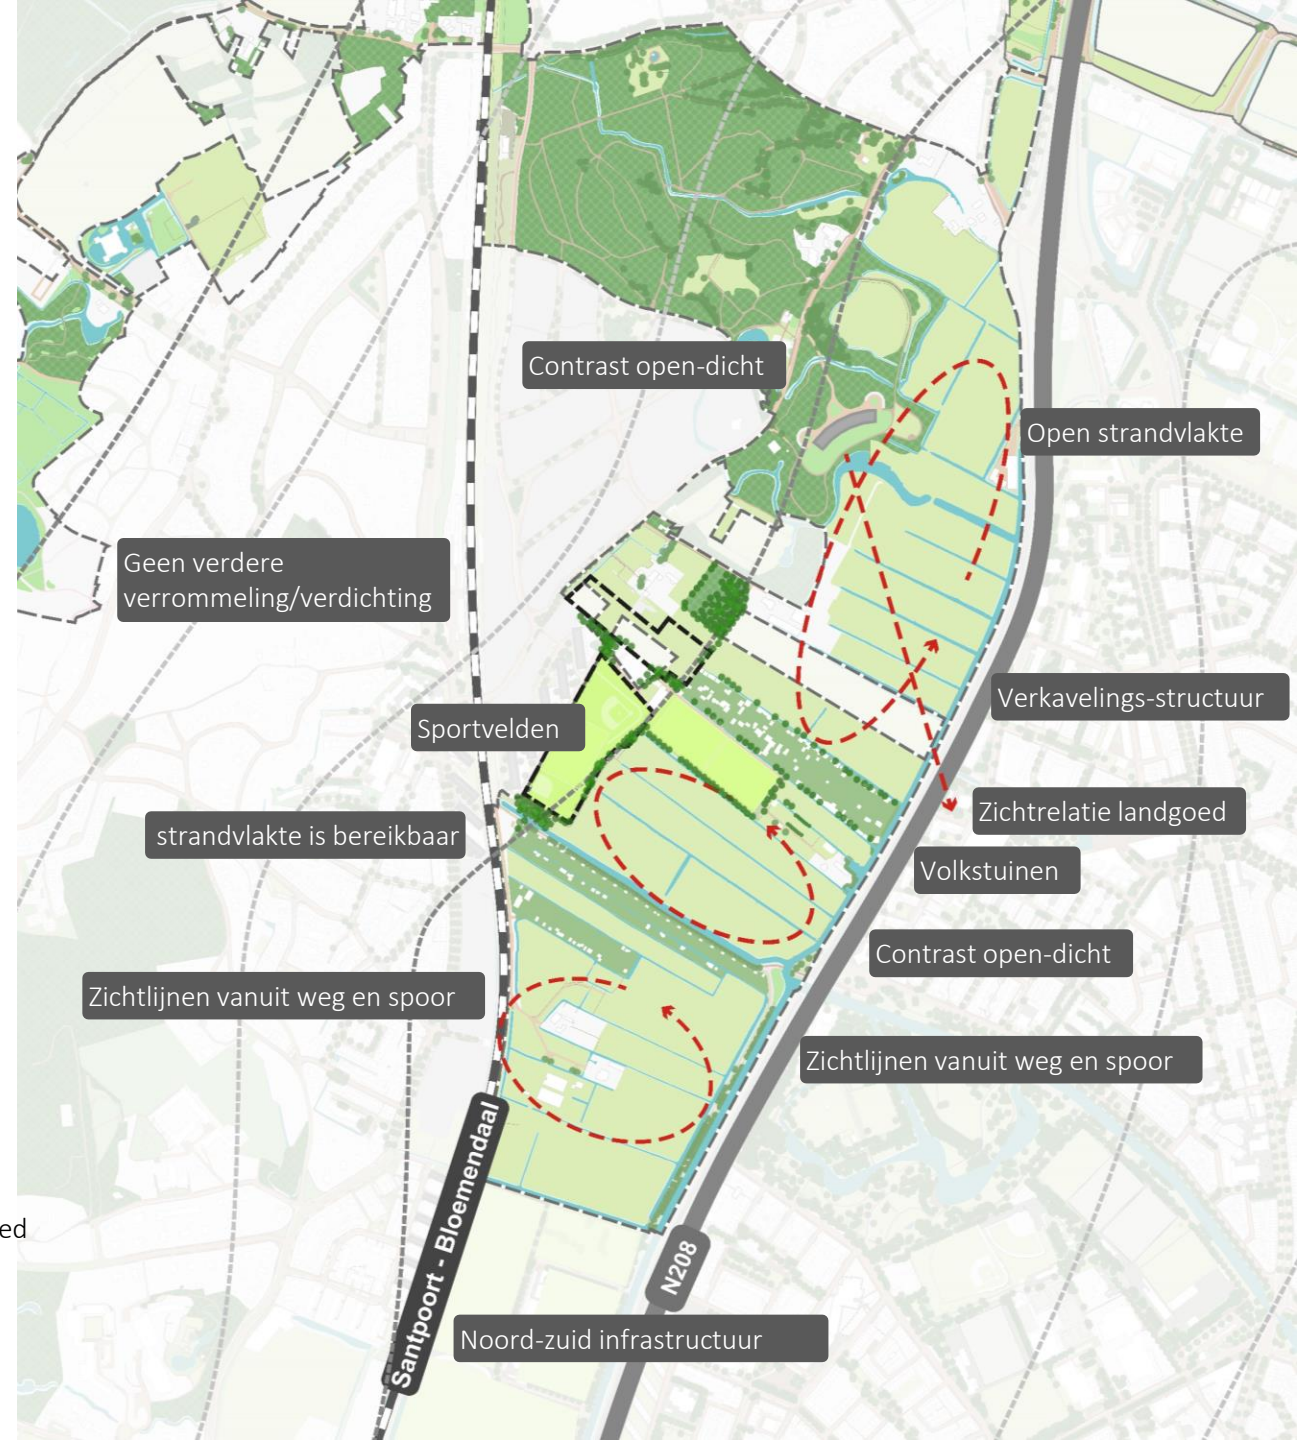 Contrast open-dicht
Open strandvlakte
Geen verdere
verrommeling/verdichting
Verkavelings-structuur
Sportvelden
Zichtrelatie landgoed
strandvlakte is bereikbaar
Volkstuinen
Contrast open-dicht
Zichtlijnen vanuit weg en spoor
Zichtlijnen vanuit weg en spoor
Santpoort - Bloemendaal
ed
N208
Noord-zuid infrastructuur